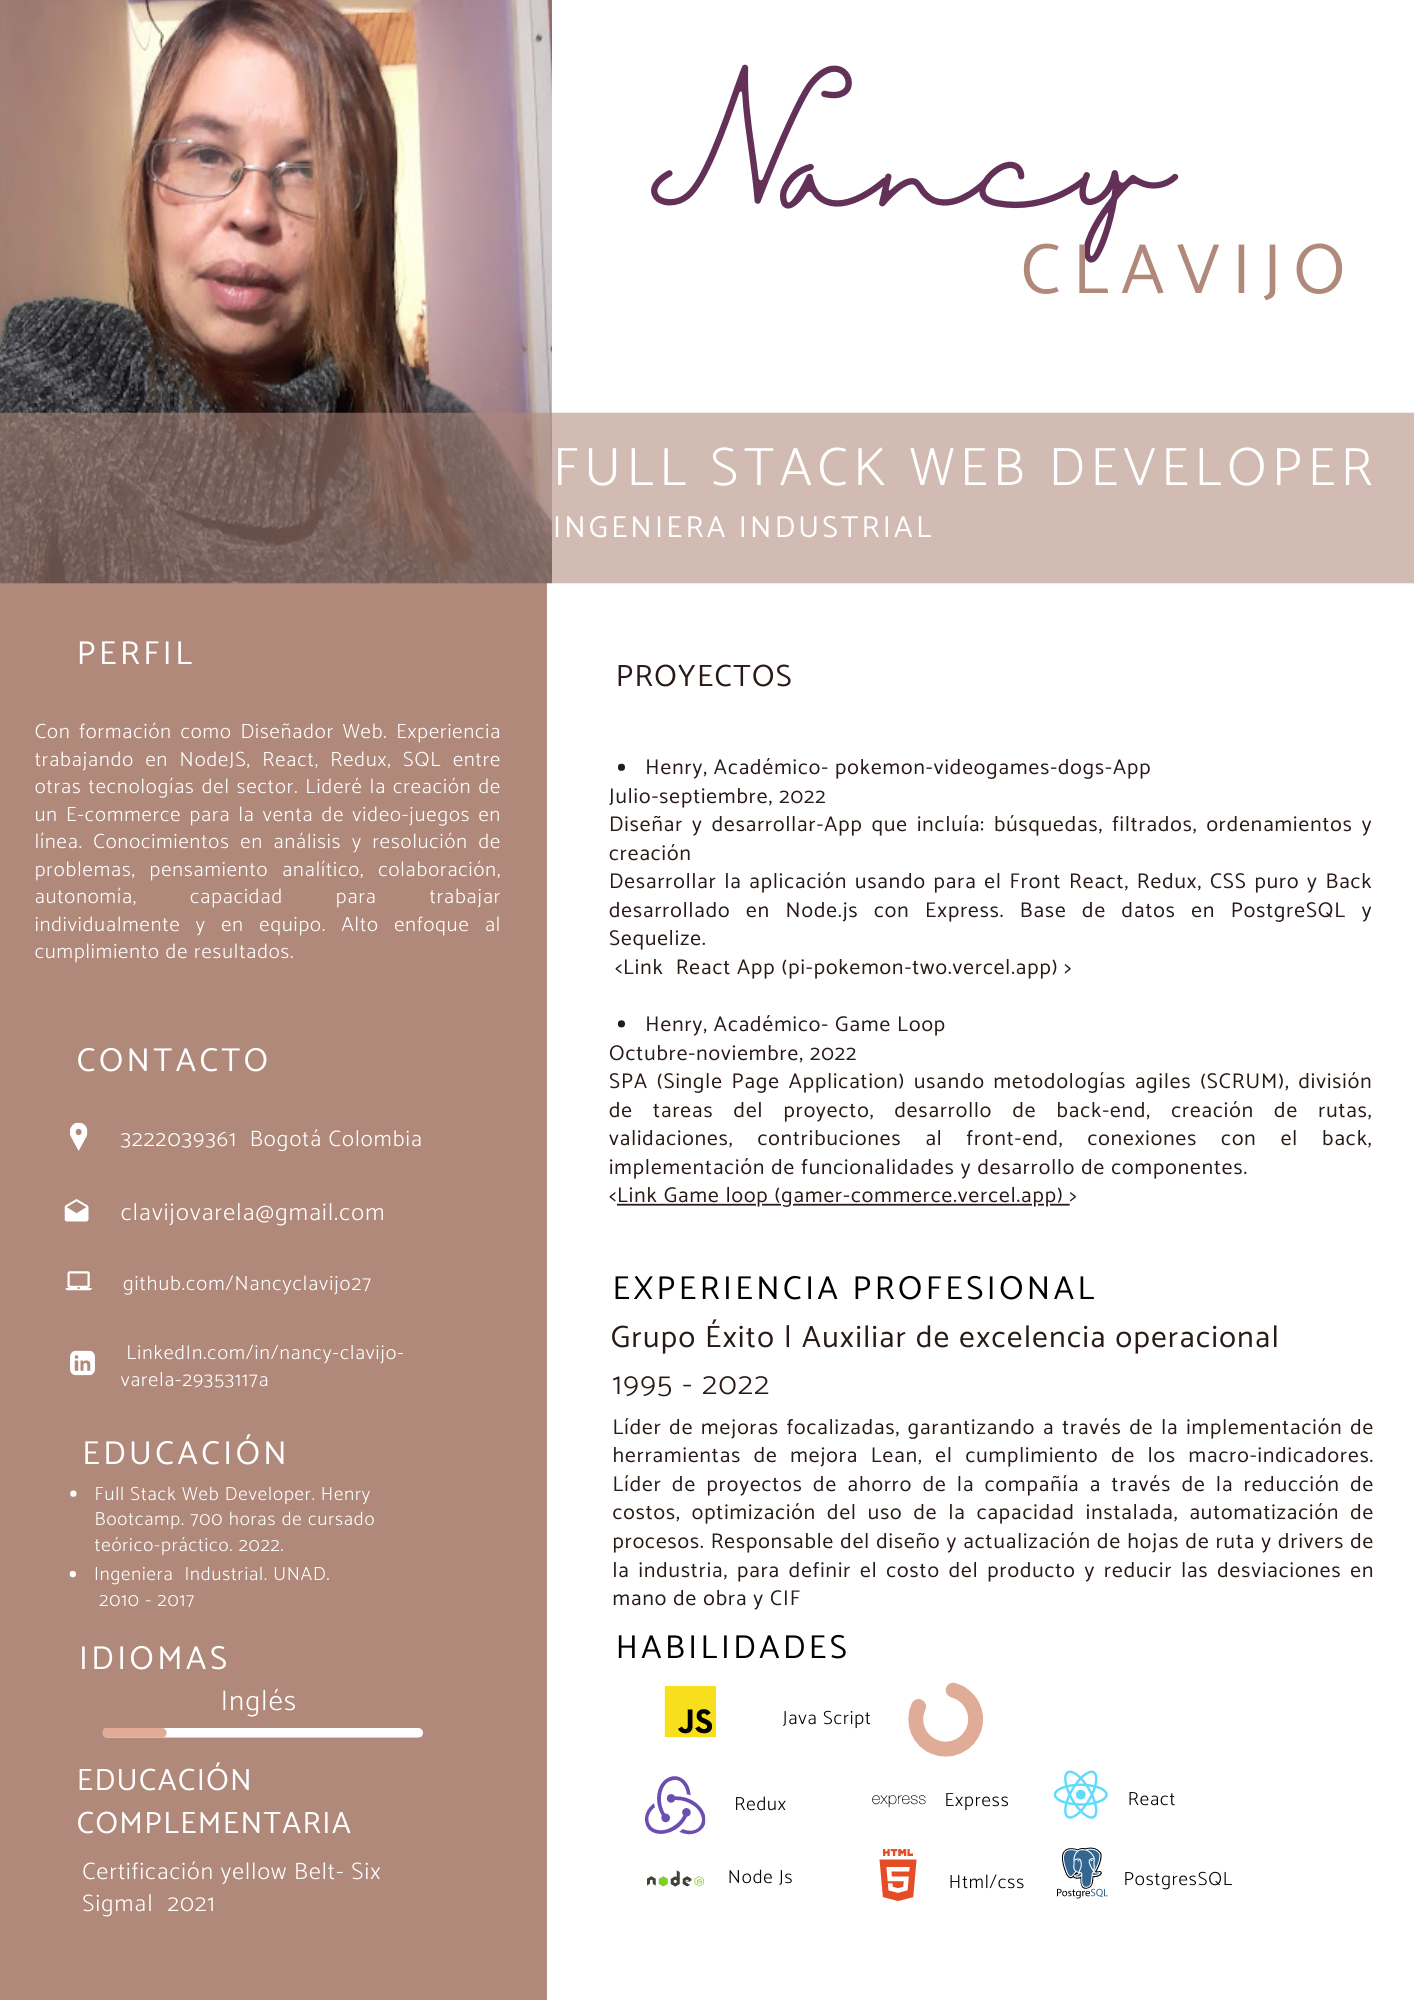 Nancy
CLAVIJO
FULL STACK WEB DEVELOPER
INGENIERA INDUSTRIAL
PERFIL
Con formación como Diseñador Web. Experiencia
trabajando en NodeJS, React, Redux, SQL entre
otras tecnologías del sector. Lideré la creación de
un E-commerce para la venta de video-juegos en
línea. Conocimientos en análisis y resolución de
problemas, pensamiento analítico, colaboración,
autonomía, capacidad para trabajar
individualmente y en equipo. Alto enfoque al
cumplimiento de resultados.
CONTACTO
3222039361 Bogotá Colombia
clavijovarela@gmail.com
github.com/Nancyclavijo27
LinkedIn.com/in/nancy-clavijo-
varela-29353117a
EDUCACIÓN
• Full Stack Web Developer. Henry
Bootcamp. 700 horas de cursado
teórico-práctico. 2022.
• Ingeniera Industrial. UNAD.
2010 - 2017
IDIOMAS
Inglés
EDUCACIÓN
COMPLEMENTARIA
Certificación yellow Belt- Six
Sigmal 2021
PROYECTOS
• Henry, Académico- pokemon-videogames-dogs-App
Julio-septiembre, 2022
Diseñar y desarrollar-App que incluía: búsquedas, filtrados, ordenamientos y
creación
Desarrollar la aplicación usando para el Front React, Redux, CSS puro y Back
desarrollado en Node.js con Express. Base de datos en PostgreSQL y
Sequelize.
<Link React App (pi-pokemon-two.vercel.app) >
• Henry, Académico- Game Loop
Octubre-noviembre, 2022
SPA (Single Page Application) usando metodologías agiles (SCRUM), división
de tareas del proyecto, desarrollo de back-end, creación de rutas,
validaciones, contribuciones al front-end, conexiones con el back,
implementación de funcionalidades y desarrollo de componentes.
<Link Game loop (gamer-commerce.vercel.app) >
EXPERIENCIA PROFESIONAL
Grupo Éxito l Auxiliar de excelencia operacional
1995 - 2022
Líder de mejoras focalizadas, garantizando a través de la implementación de
herramientas de mejora Lean, el cumplimiento de los macro-indicadores.
Líder de proyectos de ahorro de la compañía a través de la reducción de
costos, optimización del uso de la capacidad instalada, automatización de
procesos. Responsable del diseño y actualización de hojas de ruta y drivers de
la industria, para definir el costo del producto y reducir las desviaciones en
mano de obra y CIF
HABILIDADES
JS Java Script
Redux express Express React
node JS Node Js HTML 5 Html/css PostgreSQL PostgresSQL